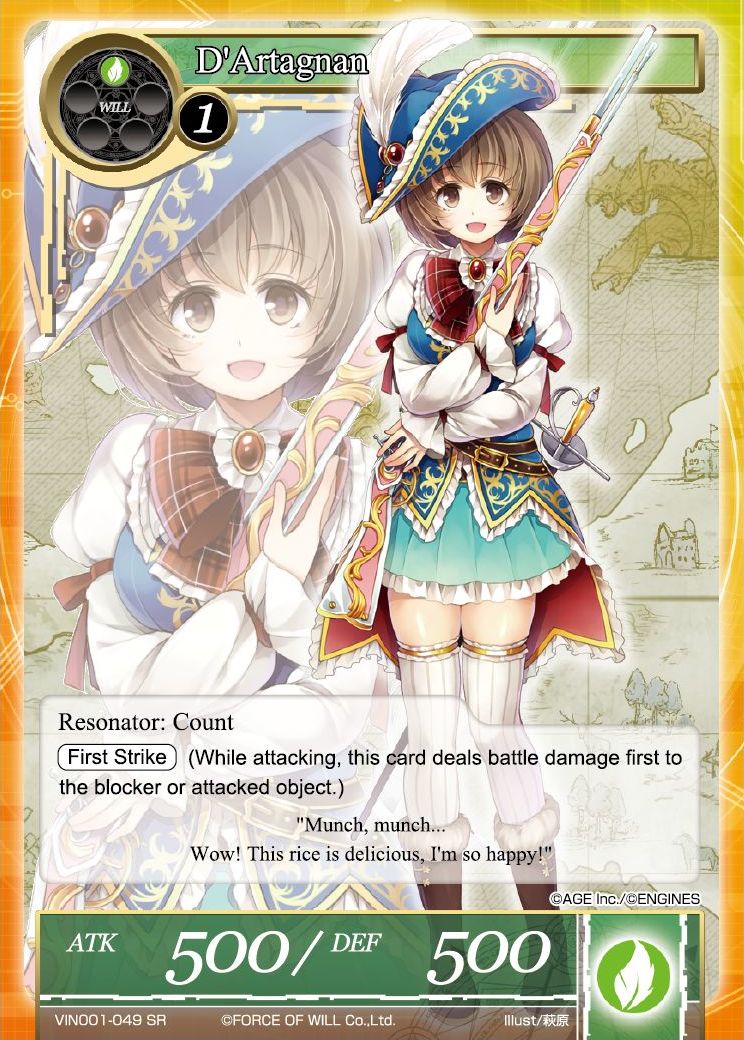 D'Artagnan
WILL
1
Resonator: Count
First Strike (While attacking, this card deals battle damage first to
the blocker or attacked object.)
"Munch, munch...
Wow! This rice is delicious, I'm so happy!"
©AGE Inc./©ENGINES
ATK 500/ DEF 500
VIN001-049 SR ©FORCE OF WILL Co.,Ltd. Illust/萩原